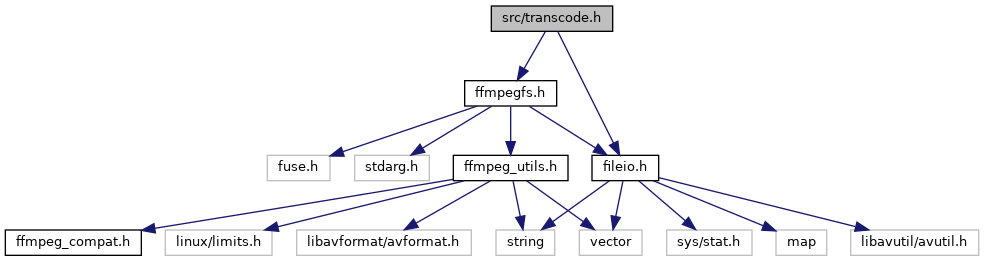 src/transcode.h
ffmpegfs.h
fuse.h
stdarg.h
ffmpeg_utils.h
fileio.h
ffmpeg_compat.h
linux/limits.h
libavformat/avformat.h
string
vector
sys/stat.h
map
libavutil/avutil.h